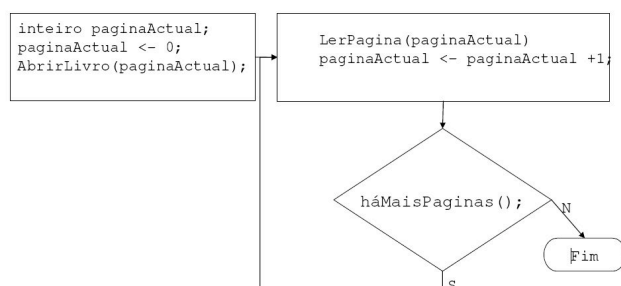 inteiro paginaActual;
paginaActual <- 0;
AbrirLivro(paginaActual);
LerPagina(paginaActual)
paginaActual <- paginaActual +1;
háMaisPaginas();
N
Fim
S